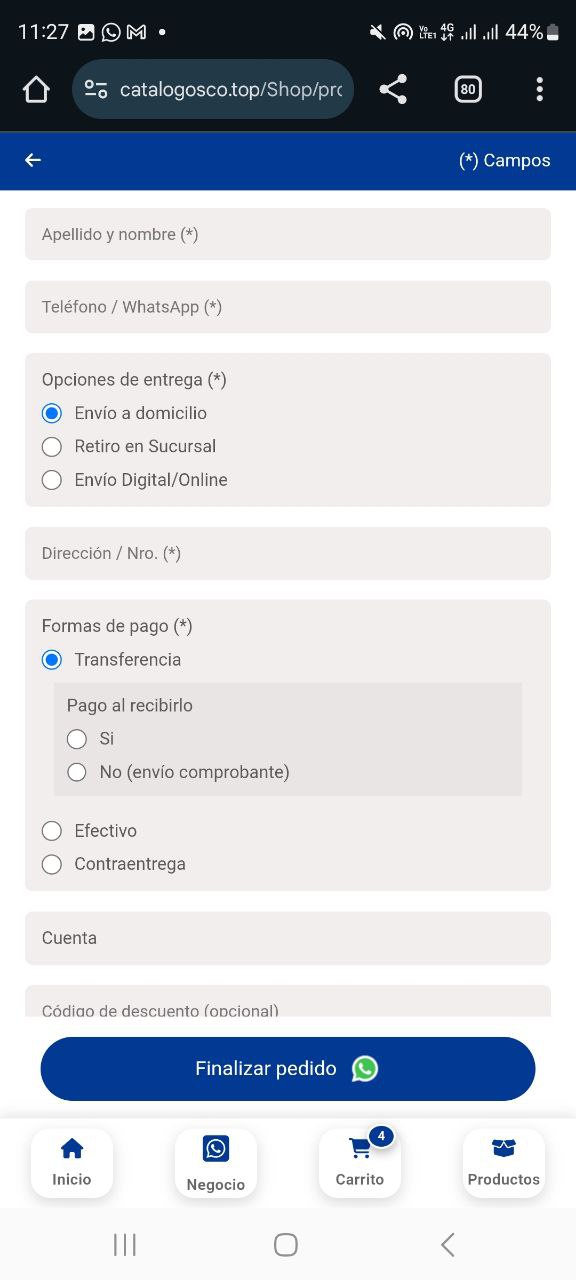 11:27
Vo 4G
LTE1
44%
catalogosco.top/Shop/pro
80
(*) Campos
Apellido y nombre (*)
Teléfono / WhatsApp (*)
Opciones de entrega (*)
Envío a domicilio
Retiro en Sucursal
Envío Digital/Online
Dirección / Nro. (*)
Formas de pago (*)
Transferencia
Pago al recibirlo
Si
No (envío comprobante)
Efectivo
Contraentrega
Cuenta
Código de descuento (opcional)
Finalizar pedido
4
Inicio
Negocio
Carrito
Productos